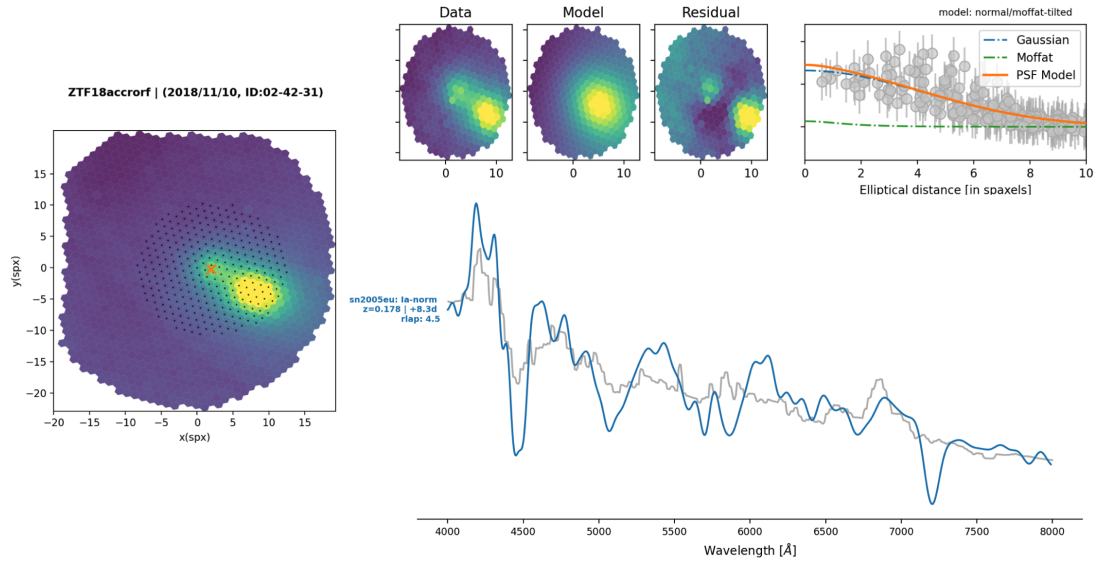 Data
Model
Residual
model: normal/moffat-tilted
Gaussian
Moffat
PSF Model
0
10
0
10
0
10
0
2
4
6
8
10
Elliptical distance [in spaxels]
ZTF18accrorf | (2018/11/10, ID:02-42-31)
15
10
5
0
−5
−10
−15
−20
y(spx)
−20
−15
−10
−5
0
5
10
15
x(spx)
sn2005eu: Ia-norm
z=0.178 | +8.3d
rlap: 4.5
4000
4500
5000
5500
6000
6500
7000
7500
8000
Wavelength [Å]